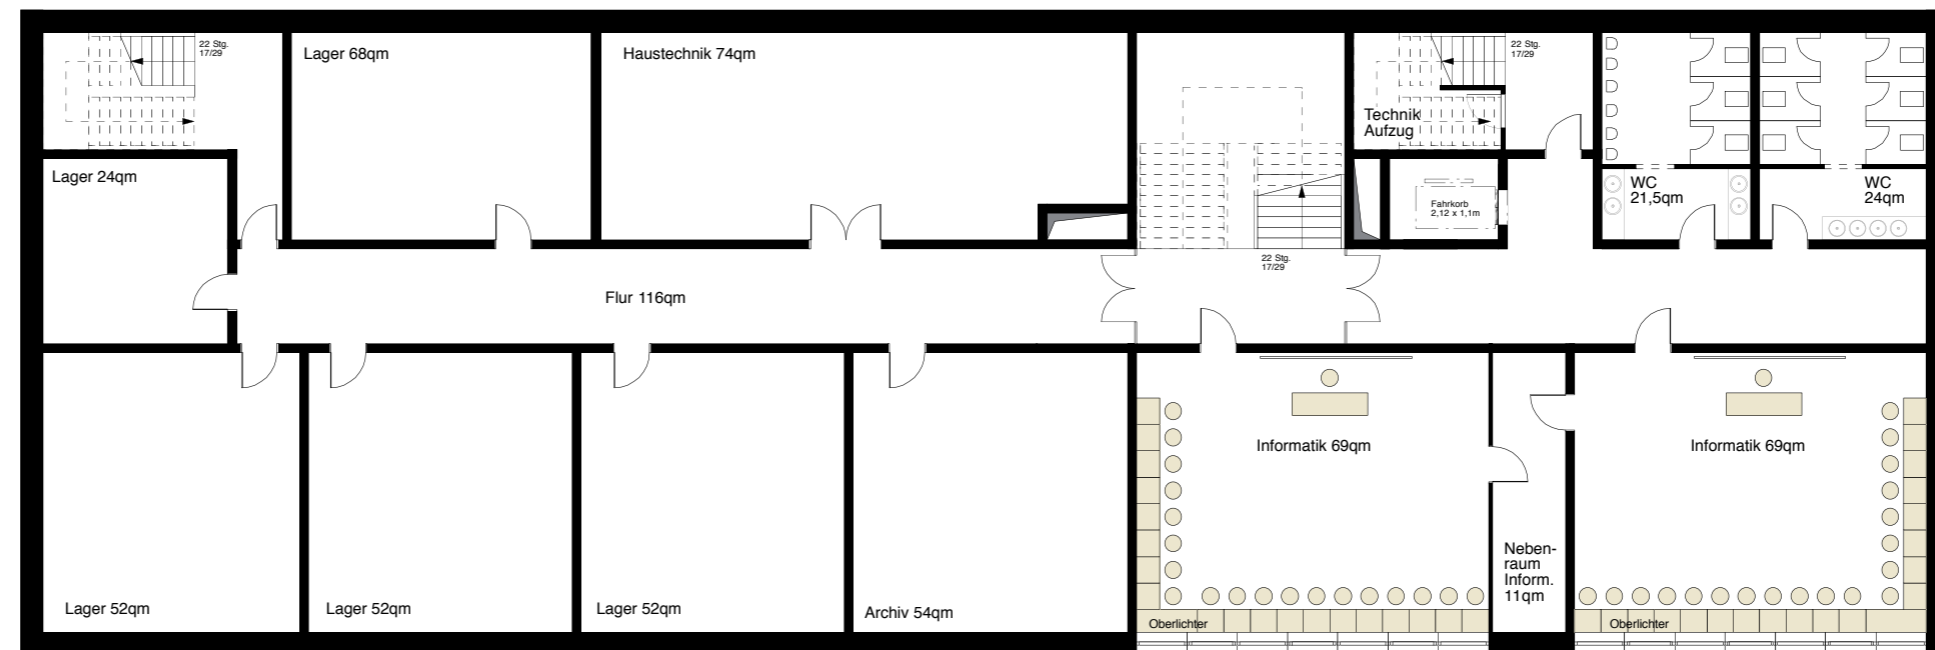 22 Stg.
17/29
Lager 68qm
Haustechnik 74qm
22 Stg.
17/29
Technik
Aufzug
Lager 24qm
WC
21,5qm
WC
24qm
Fahrkorb
2,12 x 1,1m
22 Stg.
17/29
Flur 116qm
Informatik 69qm
Informatik 69qm
Neben-
raum
Inform.
11qm
Lager 52qm
Lager 52qm
Lager 52qm
Archiv 54qm
Oberlichter
Oberlichter